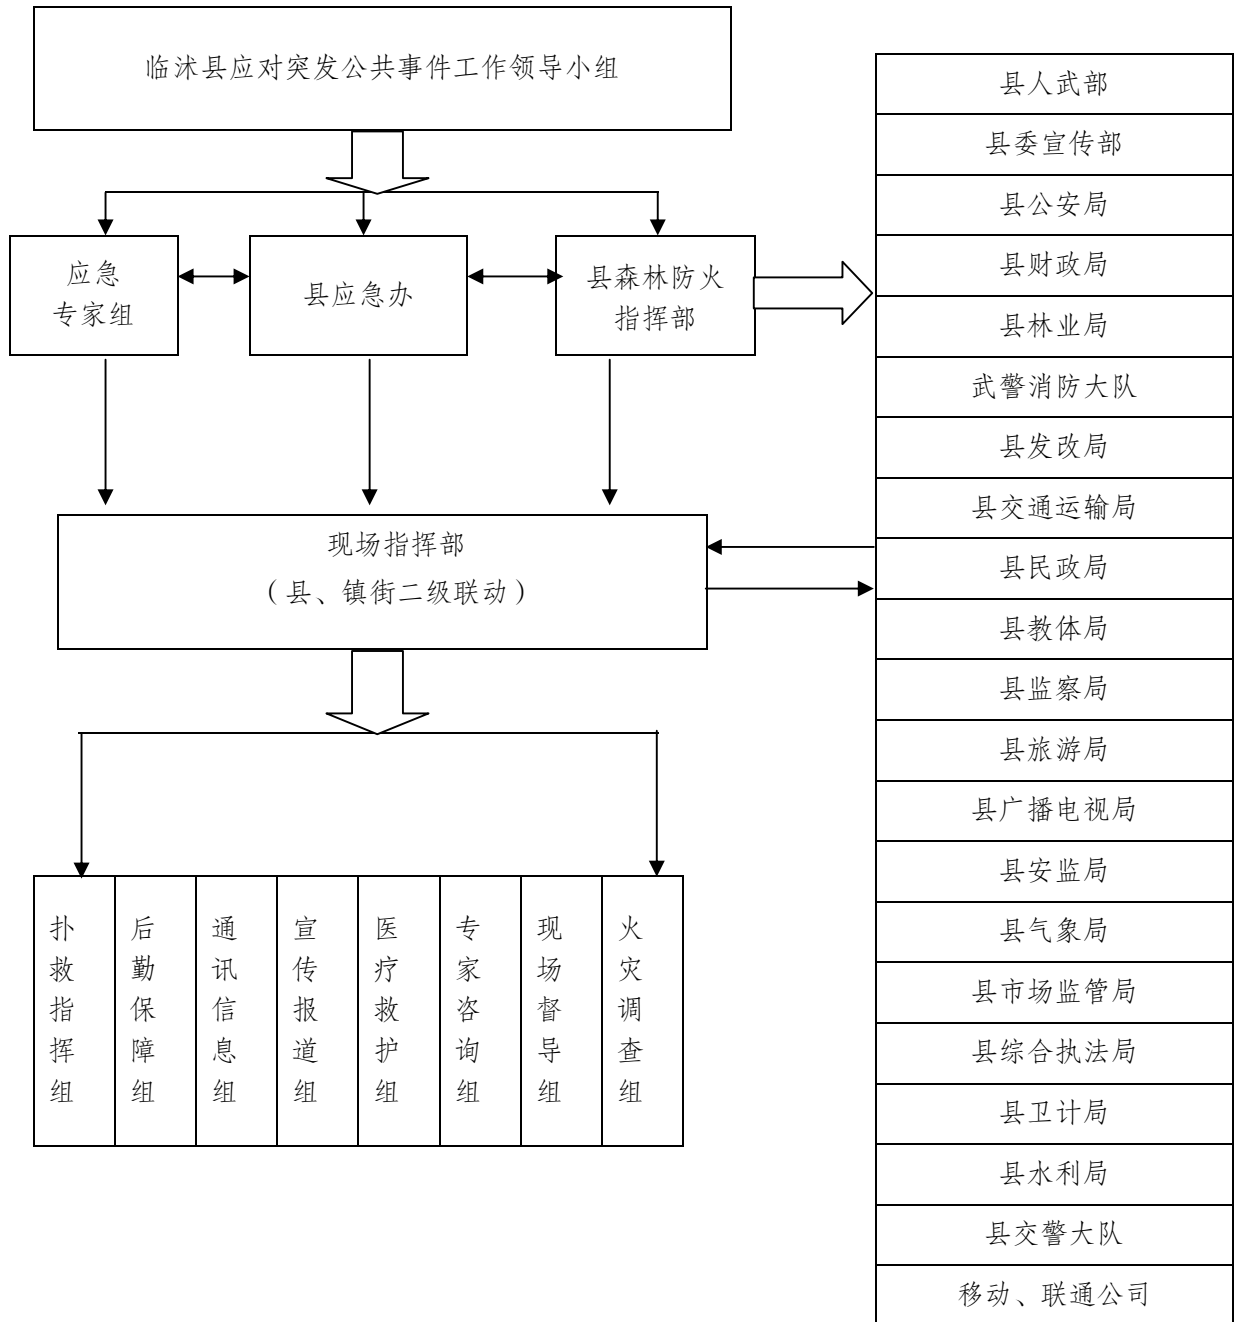 临沭县应对突发公共事件工作领导小组
应急
专家组
县应急办
县森林防火
指挥部
现场指挥部
（县、镇街二级联动）
扑救指挥组
后勤保障组
通讯信息组
宣传报道组
医疗救护组
专家咨询组
现场督导组
火灾调查组
县人武部
县委宣传部
县公安局
县财政局
县林业局
武警消防大队
县发改局
县交通运输局
县民政局
县教体局
县监察局
县旅游局
县广播电视局
县安监局
县气象局
县市场监管局
县综合执法局
县卫计局
县水利局
县交警大队
移动、联通公司